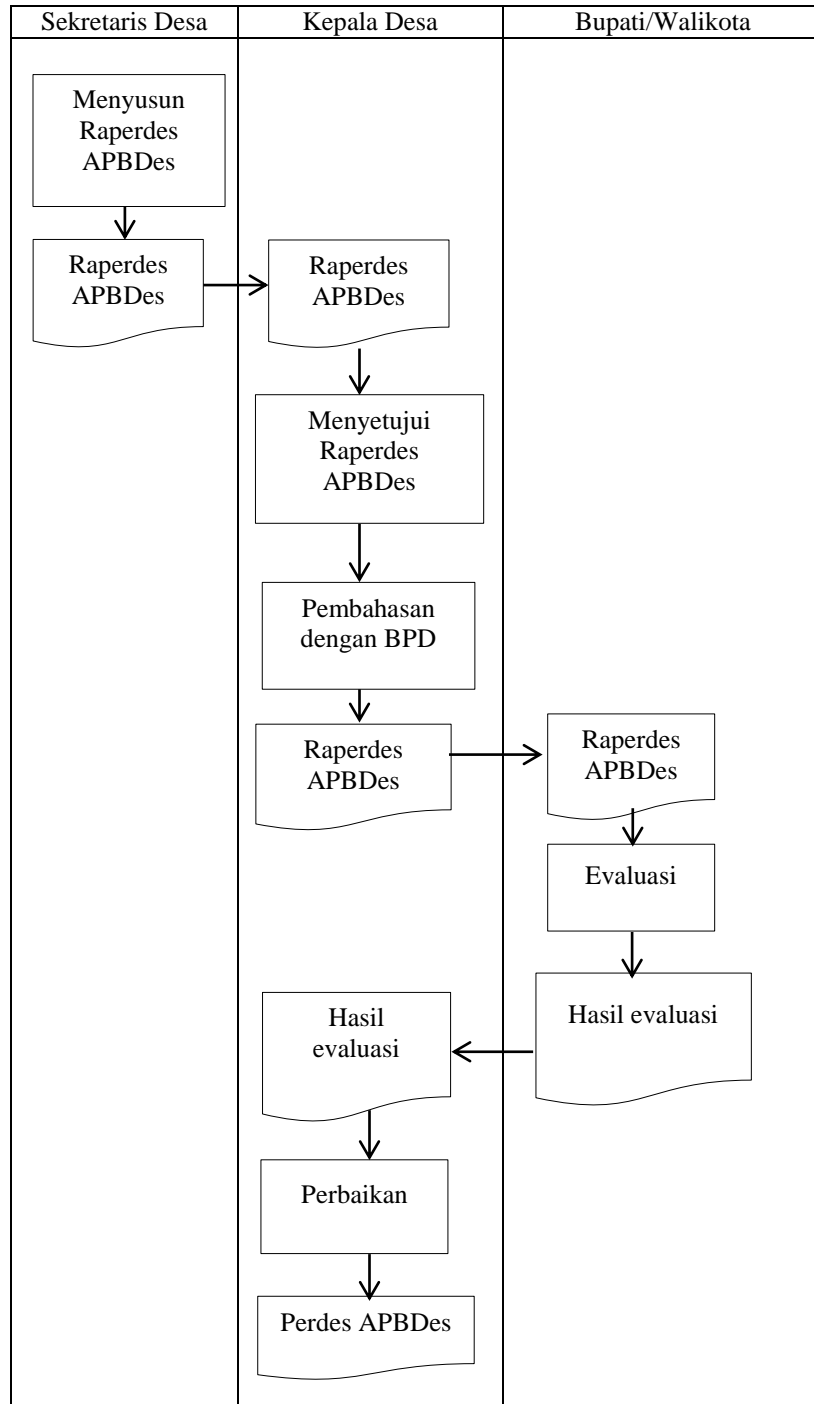 Sekretaris Desa
Kepala Desa
Bupati/Walikota
Menyusun
Raperdes
APBDes
Raperdes
APBDes
Raperdes
APBDes
Menyetujui
Raperdes
APBDes
Pembahasan
dengan BPD
Raperdes
APBDes
Raperdes
APBDes
Evaluasi
Hasil evaluasi
Hasil
evaluasi
Perbaikan
Perdes APBDes